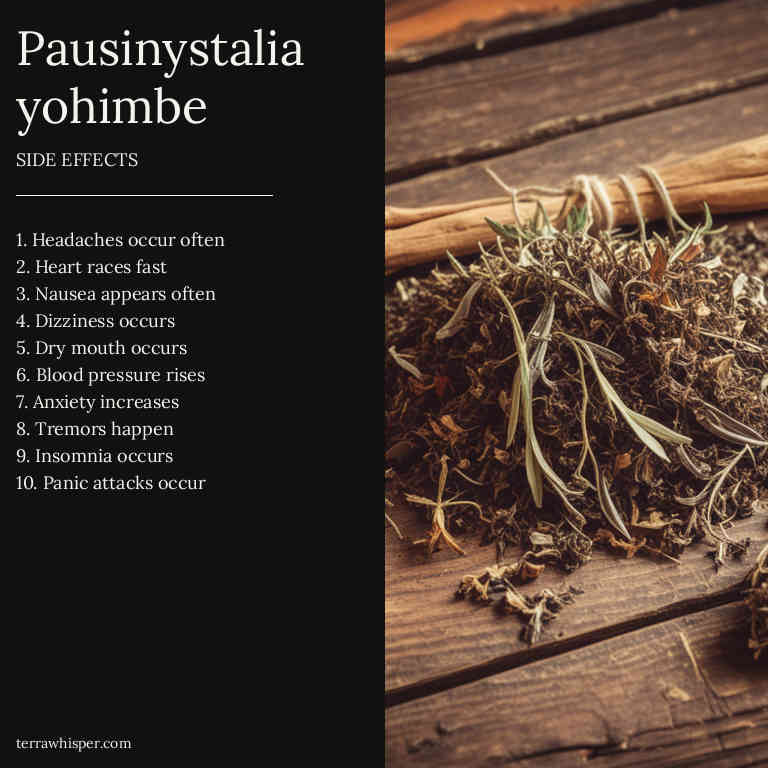 Pausinystalia
yohimbe
SIDE EFFECTS
1. Headaches occur often
2. Heart races fast
3. Nausea appears often
4. Dizziness occurs
5. Dry mouth occurs
6. Blood pressure rises
7. Anxiety increases
8. Tremors happen
9. Insomnia occurs
10. Panic attacks occur
terrawhisper.com